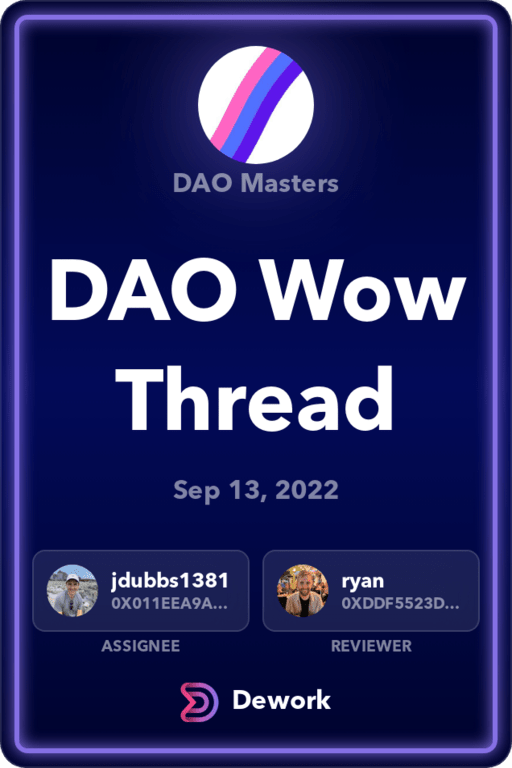 DAO Masters
DAO Wow
Thread
Sep 13, 2022
jdubbs1381
0X011EEA9A...
ASSIGNEE
ryan
0XDDF5523D...
REVIEWER
Dework